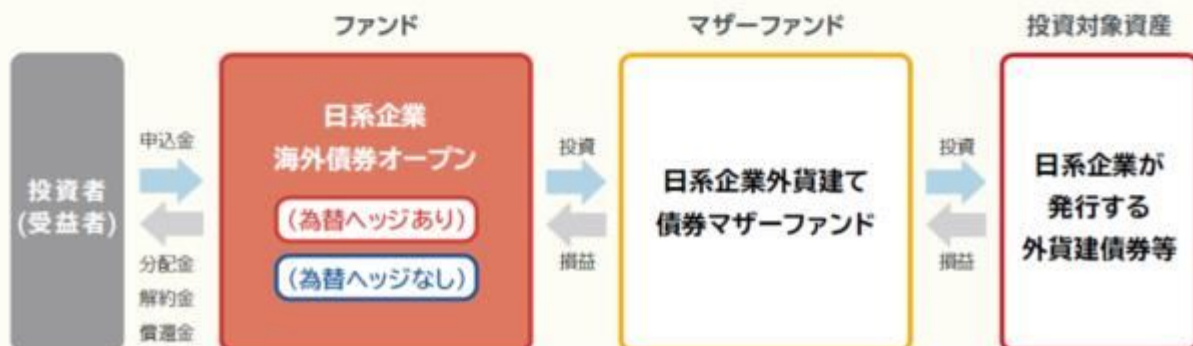 ファンド
マザーファンド
投資対象資産
投資者
(受益者)
申込金
分配金
解約金
償還金
日系企業
海外債券オープン
(為替ヘッジあり)
(為替ヘッジなし)
投資
損益
日系企業外貨建て
債券マザーファンド
投資
損益
日系企業が
発行する
外貨建債券等